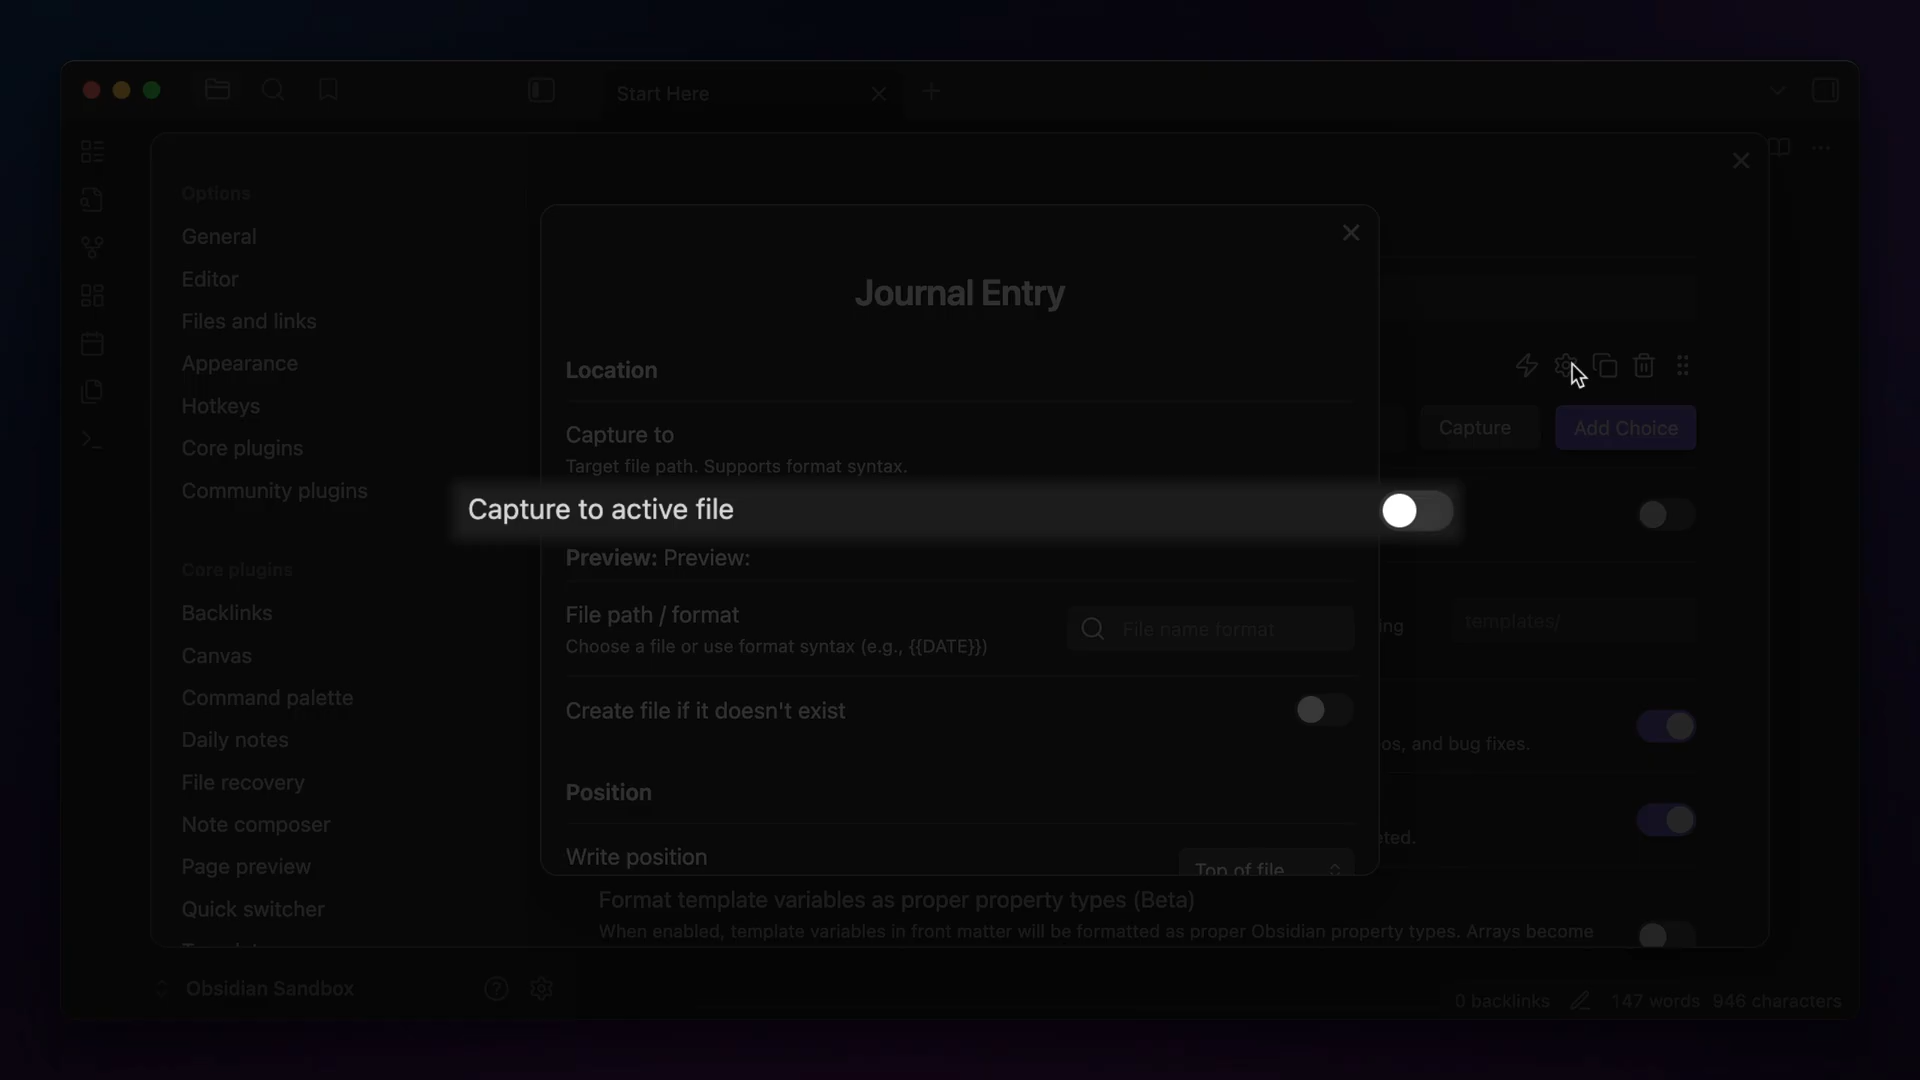 Start Here
Options
General
Editor
Files and links
Appearance
Hotkeys
Core plugins
Community plugins
Core plugins
Backlinks
Canvas
Command palette
Daily notes
File recovery
Note composer
Page preview
Quick switcher
Obsidian Sandbox
Journal Entry
Location
Capture to
Target file path. Supports format syntax.
Capture to active file
Preview: Preview:
File path / format
Choose a file or use format syntax (e.g., {{DATE}})
File name format
Create file if it doesn't exist
Position
Write position
Top of file
Capture
Add Choice
ing
templates/
os, and bug fixes.
ted.
Format template variables as proper property types (Beta)
When enabled, template variables in front matter will be formatted as proper Obsidian property types. Arrays become
0 backlinks
147 words
946 characters